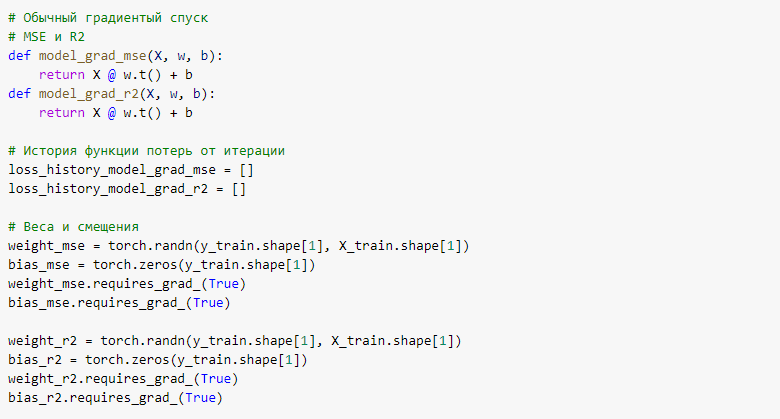 # Обычный градиентый спуск
# MSE и R2
def model_grad_mse(X, w, b):
    return X @ w.t() + b
def model_grad_r2(X, w, b):
    return X @ w.t() + b

# История функции потерь от итерации
loss_history_model_grad_mse = []
loss_history_model_grad_r2 = []

# Веса и смещения
weight_mse = torch.randn(y_train.shape[1], X_train.shape[1])
bias_mse = torch.zeros(y_train.shape[1])
weight_mse.requires_grad_(True)
bias_mse.requires_grad_(True)

weight_r2 = torch.randn(y_train.shape[1], X_train.shape[1])
bias_r2 = torch.zeros(y_train.shape[1])
weight_r2.requires_grad_(True)
bias_r2.requires_grad_(True)